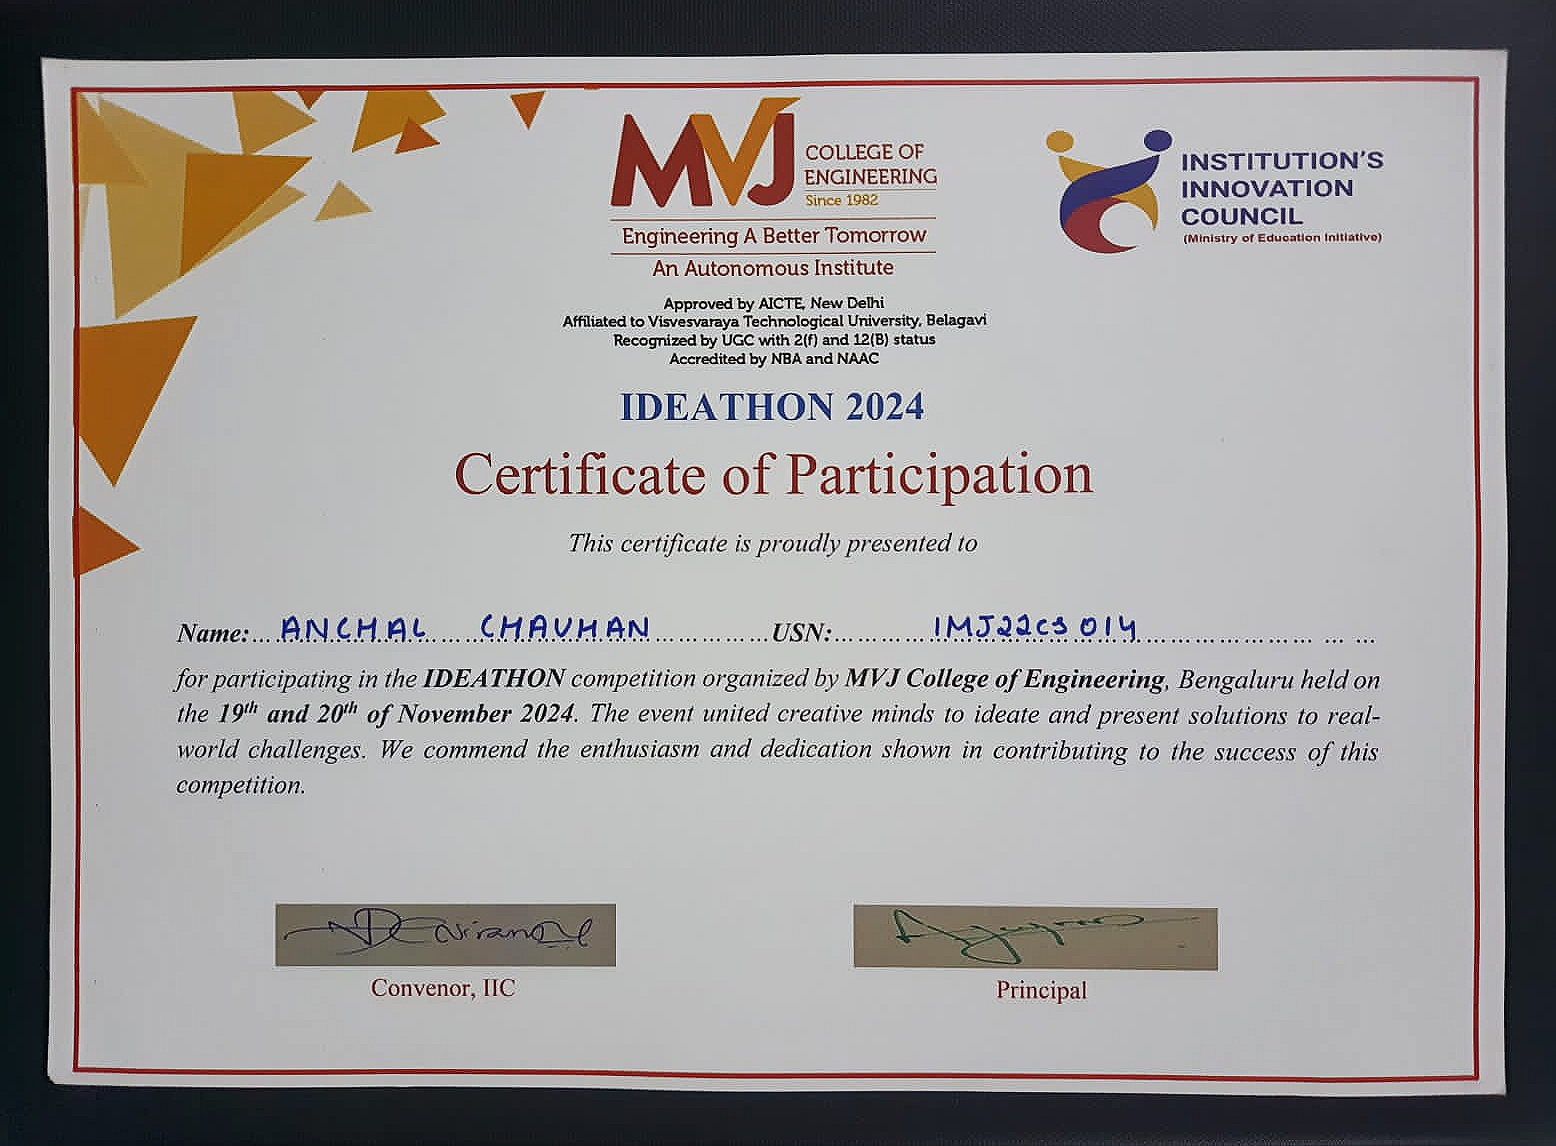 MVJ COLLEGE OF
ENGINEERING
Since 1982
Engineering A Better Tomorrow
An Autonomous Institute
INSTITUTION'S
INNOVATION
COUNCIL
(Ministry of Education Initiative)
Approved by AICTE, New Delhi
Affiliated to Visvesvaraya Technological University, Belagavi
Recognized by UGC with 2(f) and 12(B) status
Accredited by NBA and NAAC
IDEATHON 2024
Certificate of Participation
This certificate is proudly presented to
Name:... ANCHAL CHAUHAN ...............USN:............ 1MJ22CS014 ..............................
for participating in the IDEATHON competition organized by MVJ College of Engineering, Bengaluru held on
the 19th and 20th of November 2024. The event united creative minds to ideate and present solutions to real-
world challenges. We commend the enthusiasm and dedication shown in contributing to the success of this
competition.
Convenor, IIC
Principal